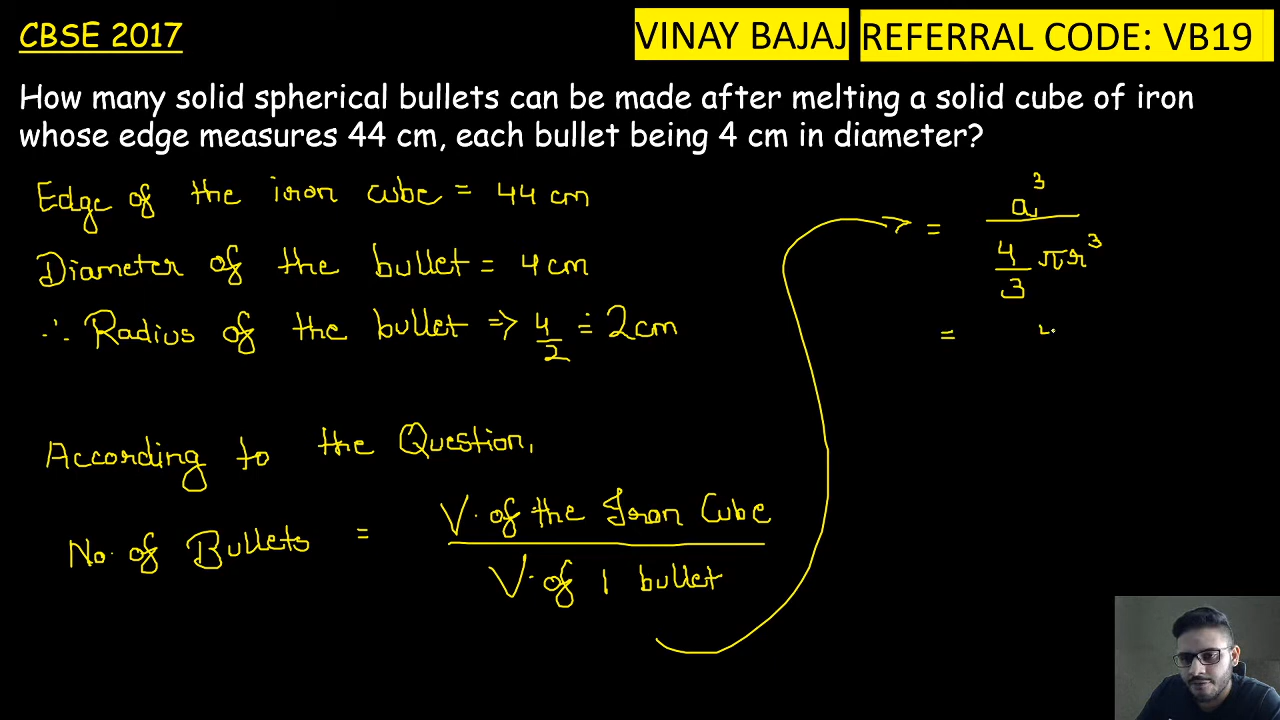 CBSE 2017
VINAY BAJAJ
REFERRAL CODE: VB19
How many solid spherical bullets can be made after melting a solid cube of iron
whose edge measures 44 cm, each bullet being 4 cm in diameter?
Edge of the iron cube = 44 cm
Diameter of the bullet = 4 cm
∴ Radius of the bullet => 4/2 = 2 cm
According to the Question,
No. of Bullets = V. of the Iron Cube
V. of 1 bullet
= a³
4/3 πr³
=